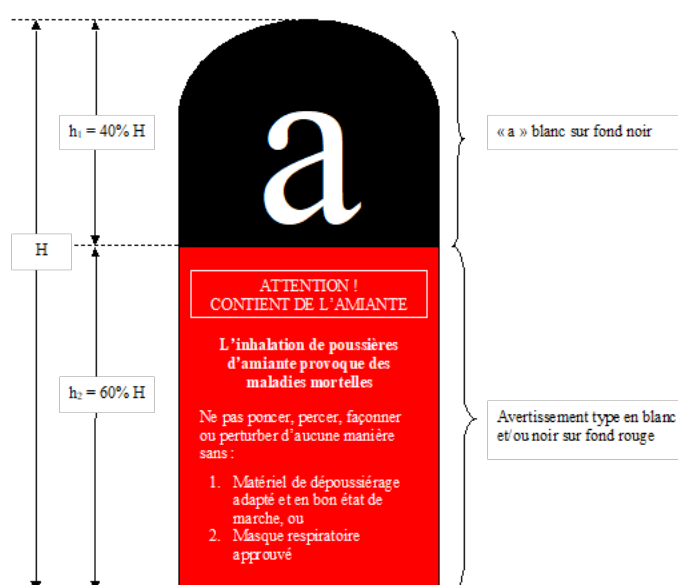 h₁ = 40% H
a
« a » blanc sur fond noir
H
ATTENTION !
CONTIENT DE L'AMIANTE
L'inhalation de poussières
d'amiante provoque des
maladies mortelles
h₂ = 60% H
Ne pas poncer, percer, façonner
ou perturber d'aucune manière
sans :
1. Matériel de dépoussiérage
adapté et en bon état de
marche, ou
2. Masque respiratoire
approuvé
Avertissement type en blanc
et/ou noir sur fond rouge